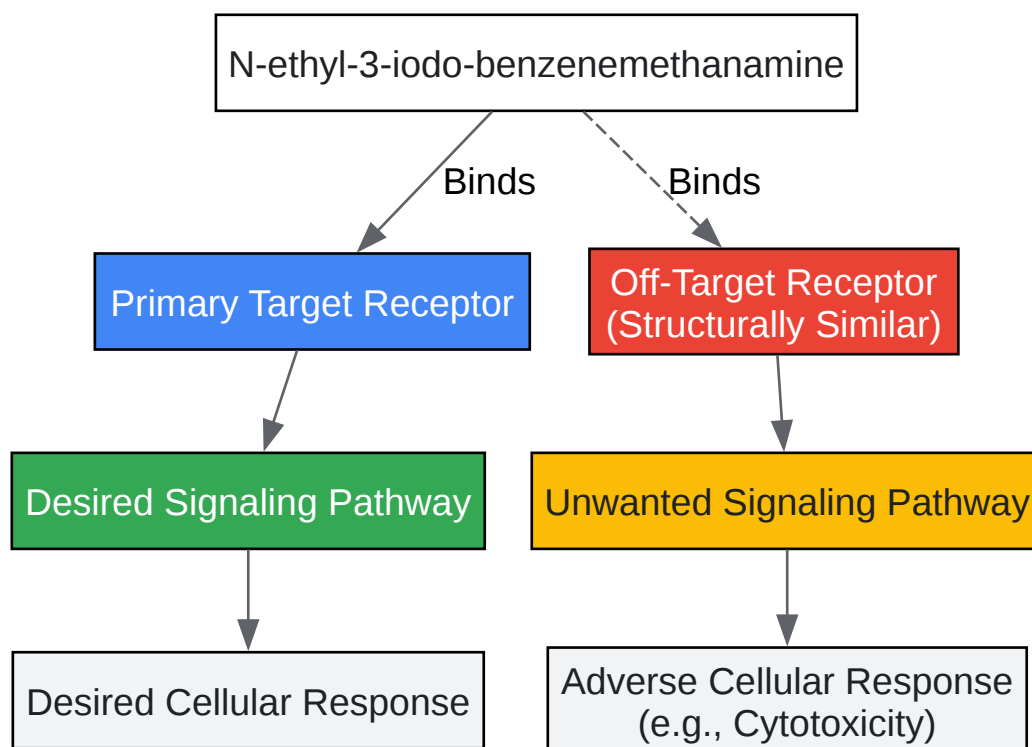 N-ethyl-3-iodo-benzenemethanamine
Binds
Binds
Primary Target Receptor
Off-Target Receptor
(Structurally Similar)
Desired Signaling Pathway
Unwanted Signaling Pathway
Desired Cellular Response
Adverse Cellular Response
(e.g., Cytotoxicity)